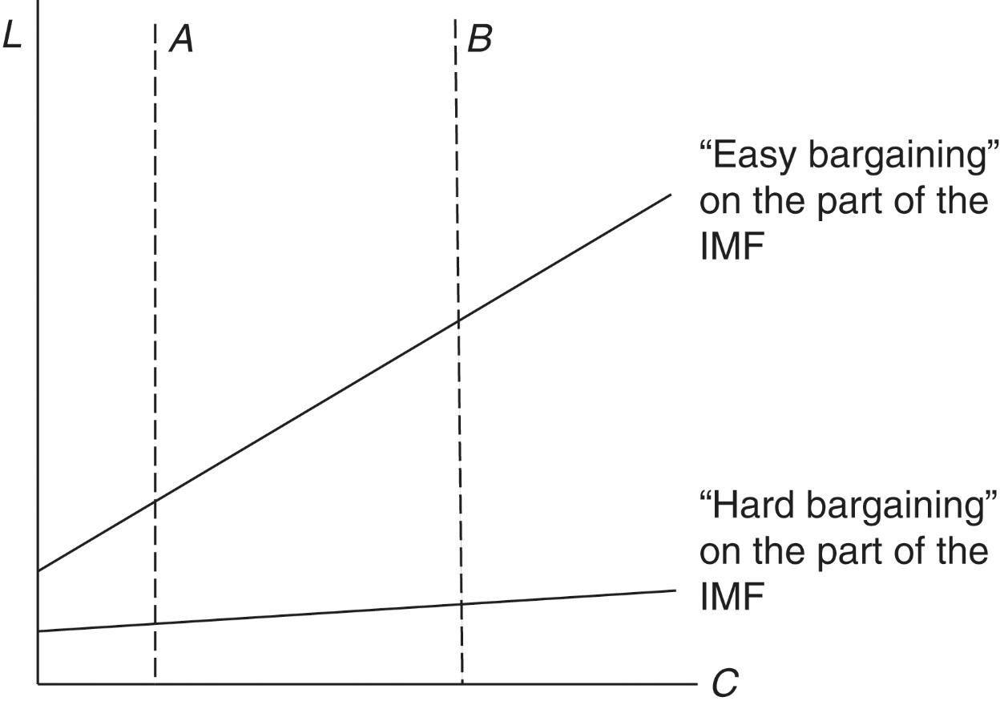 L
A
B
“Easy bargaining”
on the part of the
IMF
“Hard bargaining”
on the part of the
IMF
C